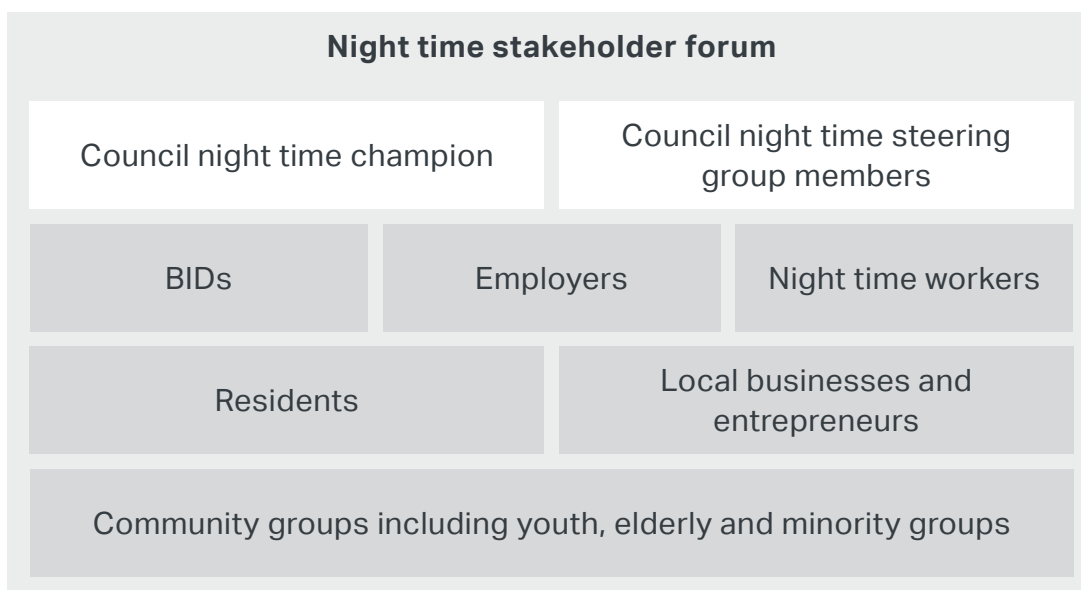 Night time stakeholder forum
Council night time champion
Council night time steering
group members
BIDs
Employers
Night time workers
Residents
Local businesses and
entrepreneurs
Community groups including youth, elderly and minority groups